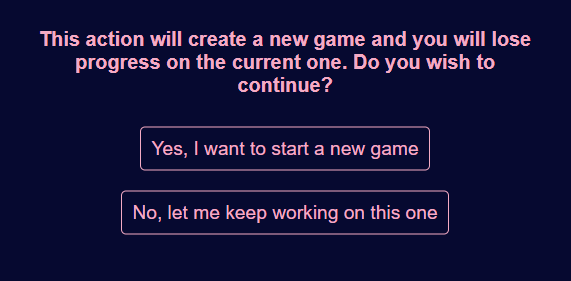 This action will create a new game and you will lose
progress on the current one. Do you wish to
continue?
Yes, I want to start a new game
No, let me keep working on this one